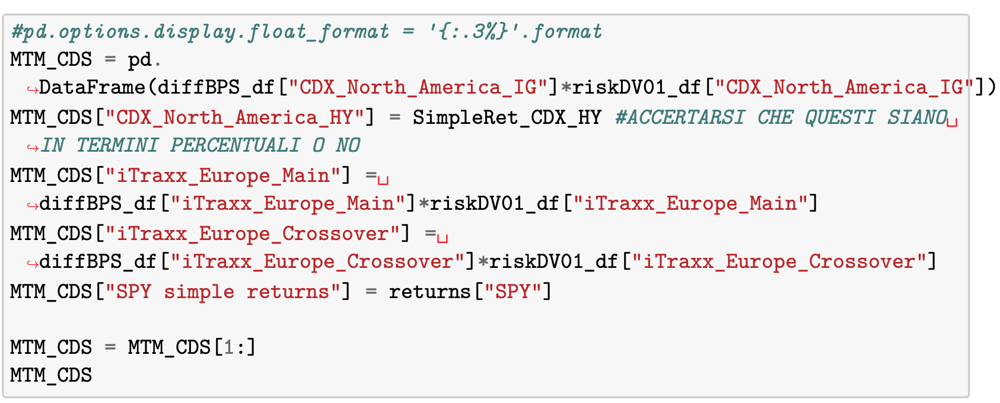 #pd.options.display.float_format = '{:.3%}'.format
MTM_CDS = pd.
↪DataFrame(diffBPS_df["CDX_North_America_IG"]*riskDV01_df["CDX_North_America_IG"])
MTM_CDS["CDX_North_America_HY"] = SimpleRet_CDX_HY #ACCERTARSI CHE QUESTI SIANO␣
↪IN TERMINI PERCENTUALI O NO
MTM_CDS["iTraxx_Europe_Main"] =␣
↪diffBPS_df["iTraxx_Europe_Main"]*riskDV01_df["iTraxx_Europe_Main"]
MTM_CDS["iTraxx_Europe_Crossover"] =␣
↪diffBPS_df["iTraxx_Europe_Crossover"]*riskDV01_df["iTraxx_Europe_Crossover"]
MTM_CDS["SPY simple returns"] = returns["SPY"]
MTM_CDS = MTM_CDS[1:]
MTM_CDS